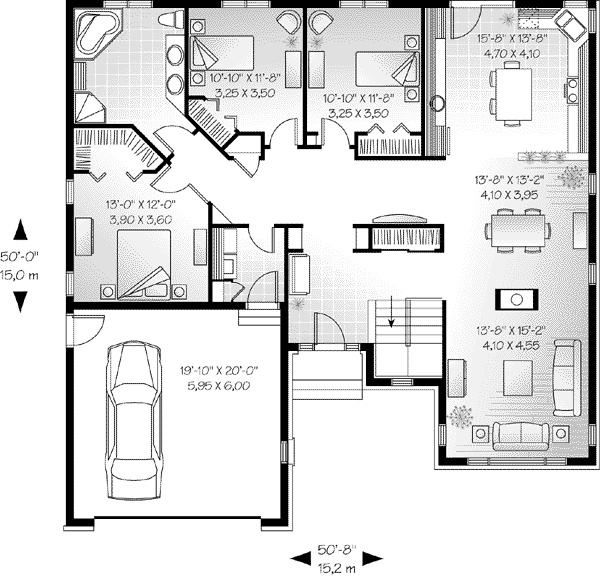 15'-8" X 13'-8"
4,70 X 4,10
10'-10" X 11'-8"
3,25 X 3,50
10'-10" X 11'-8"
3,25 X 3,50
13'-8" X 13'-2"
4,10 X 3,95
13'-0" X 12'-0"
3,90 X 3,60
50'-0"
15,0 m
13'-8" X 15'-2"
4,10 X 4,55
19'-10" X 20'-0"
5,95 X 6,00
50'-8"
15,2 m